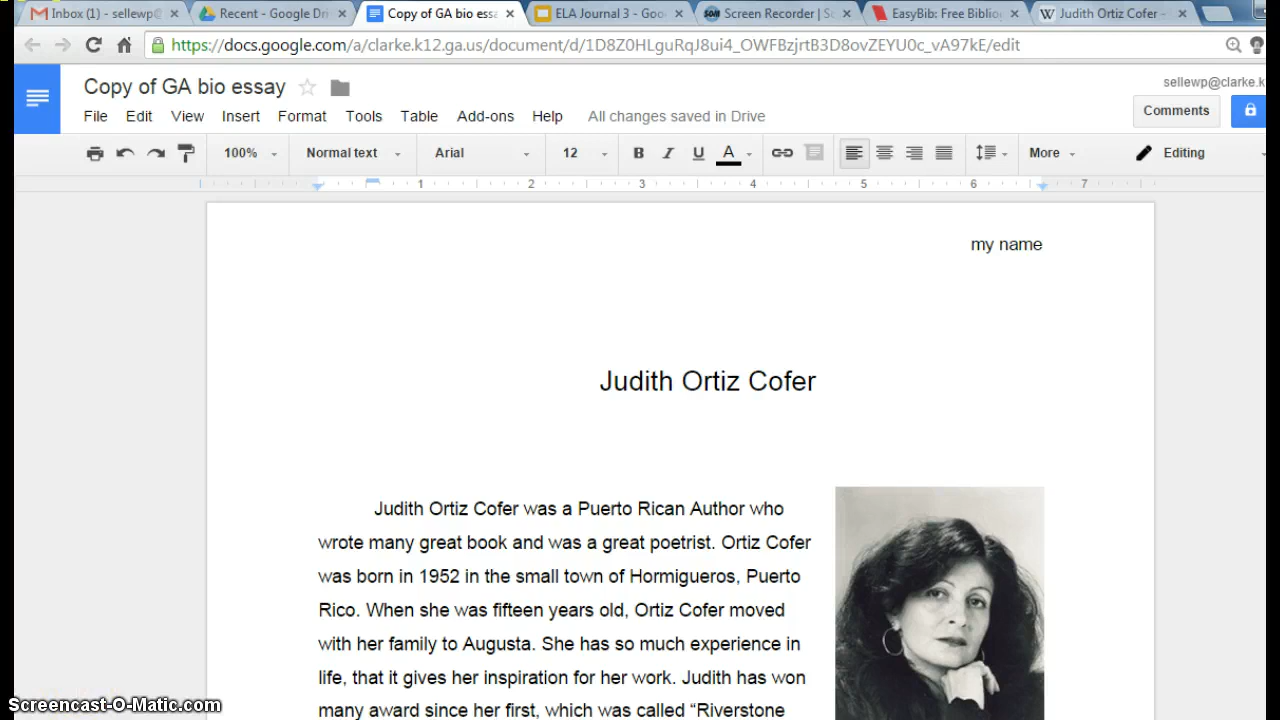 Inbox (1) - sellewp@ Recent - Google Dri Copy of GA bio essa ELA Journal 3 - Goo Screen Recorder | S EasyBib: Free Bibliog Judith Ortiz Cofer -
https://docs.google.com/a/clarke.k12.ga.us/document/d/1D8Z0HLguRqJ8ui4_OWFBzjrtB3D8ovZEYU0c_vA97kE/edit
Copy of GA bio essay
sellewp@clarke.k
File Edit View Insert Format Tools Table Add-ons Help All changes saved in Drive
Comments
100% Normal text Arial 12 B I U A More Editing
1 2 3 4 5 6 7
my name
Judith Ortiz Cofer
Judith Ortiz Cofer was a Puerto Rican Author who
wrote many great book and was a great poetrist. Ortiz Cofer
was born in 1952 in the small town of Hormigueros, Puerto
Rico. When she was fifteen years old, Ortiz Cofer moved
with her family to Augusta. She has so much experience in
life, that it gives her inspiration for her work. Judith has won
many award since her first, which was called “Riverstone
Screencast-O-Matic.com